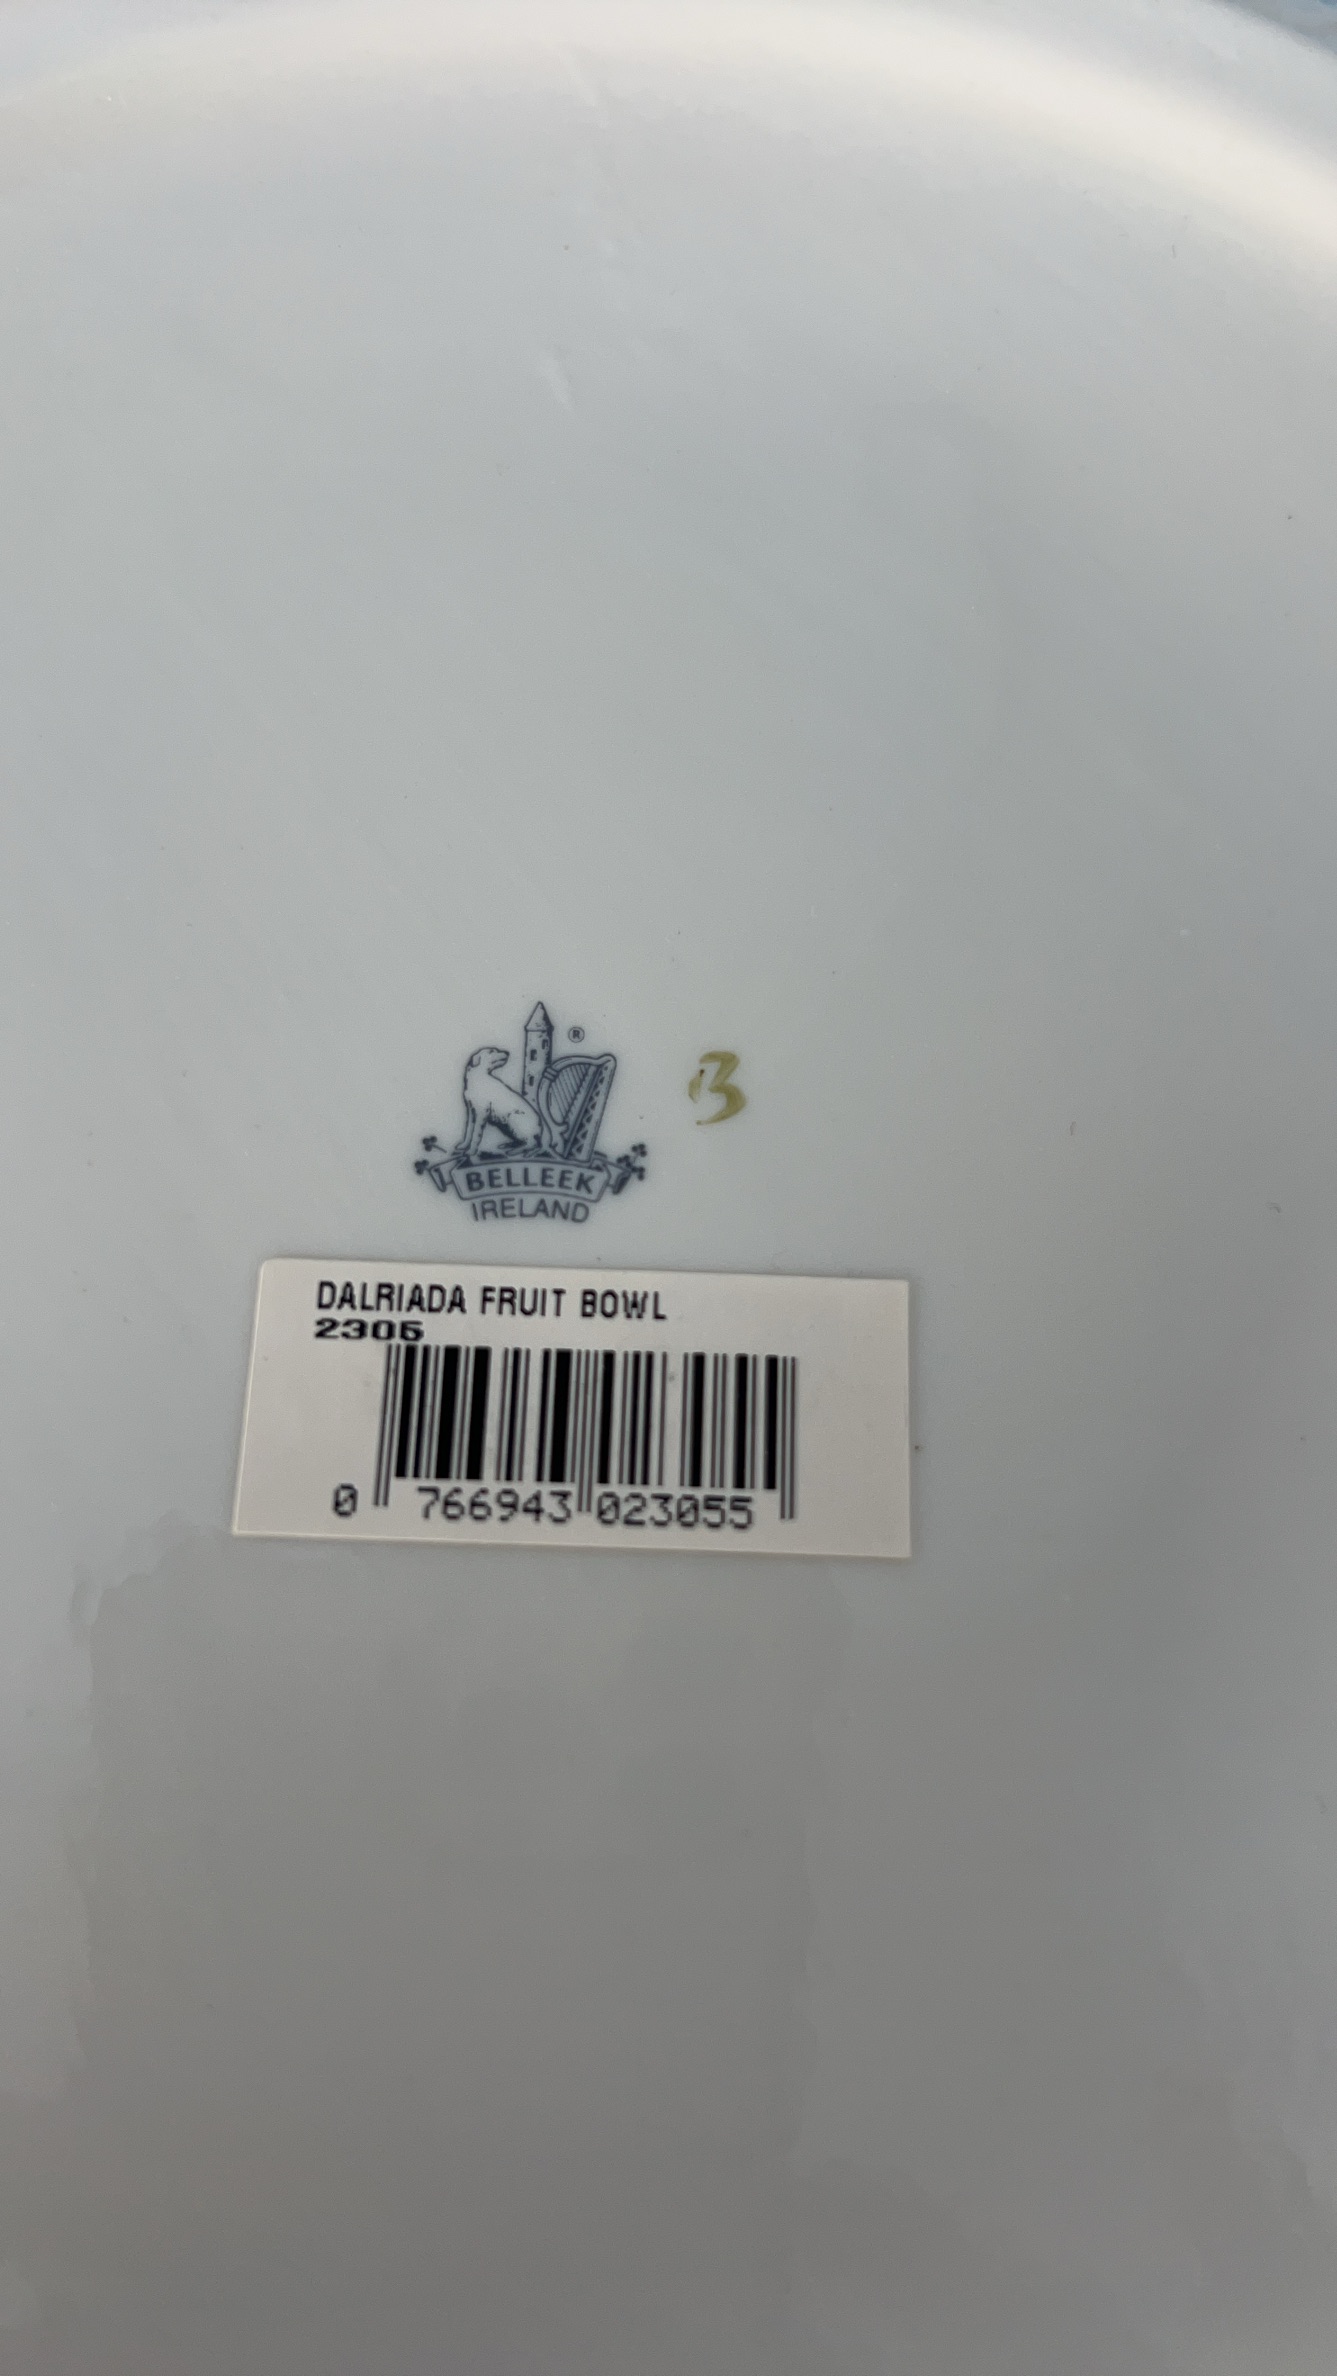 ®
B
BELLEEK
IRELAND
DALRIADA FRUIT BOWL
2305
0 766943 023055